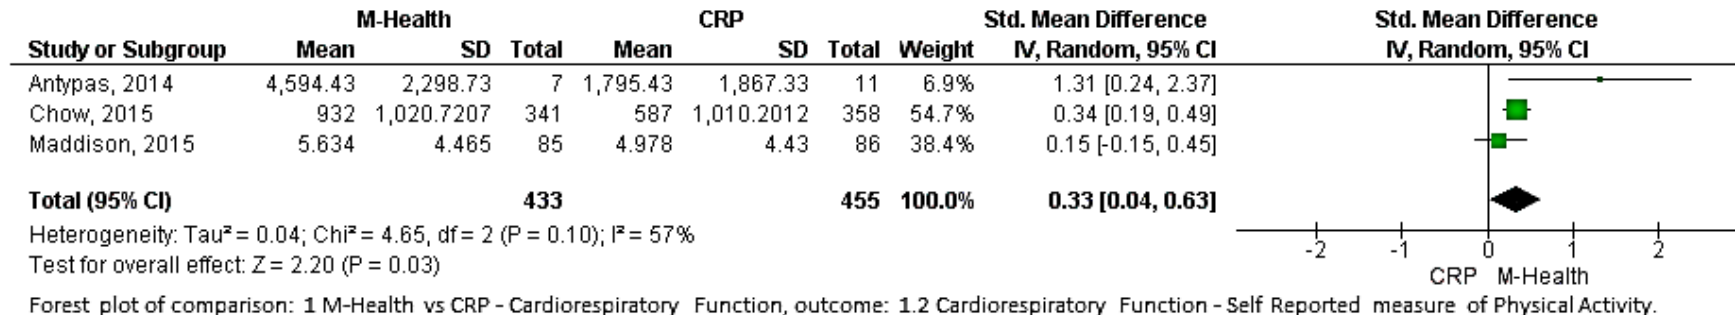 M-Health CRP Std. Mean Difference Std. Mean Difference
Study or Subgroup Mean SD Total Mean SD Total Weight IV, Random, 95% CI IV, Random, 95% CI
Antypas, 2014 4,594.43 2,298.73 7 1,795.43 1,867.33 11 6.9% 1.31 [0.24, 2.37]
Chow, 2015 932 1,020.7207 341 587 1,010.2012 358 54.7% 0.34 [0.19, 0.49]
Maddison, 2015 5.634 4.465 85 4.978 4.43 86 38.4% 0.15 [-0.15, 0.45]
Total (95% CI) 433 455 100.0% 0.33 [0.04, 0.63]
Heterogeneity: Tau² = 0.04; Chi² = 4.65, df = 2 (P = 0.10); I² = 57%
Test for overall effect: Z = 2.20 (P = 0.03)
-2 -1 0 1 2
CRP M-Health
Forest plot of comparison: 1 M-Health vs CRP - Cardiorespiratory Function, outcome: 1.2 Cardiorespiratory Function - Self Reported measure of Physical Activity.